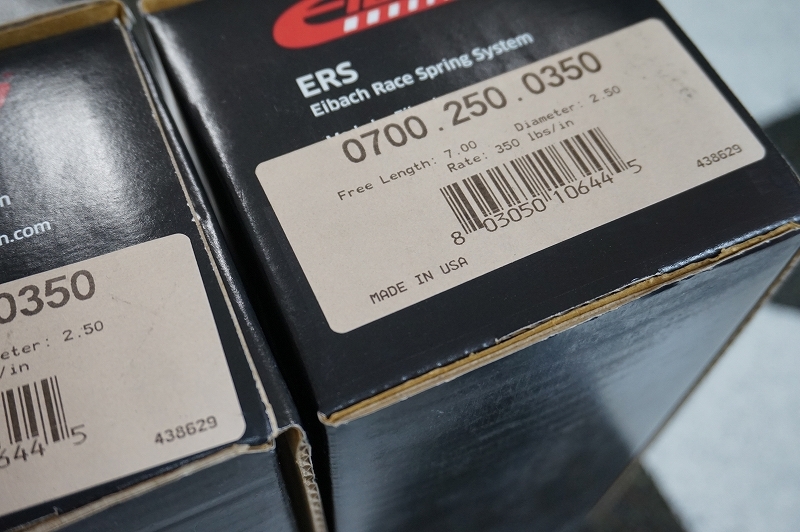 ERS
Eibach Race Spring System
0700.250.0350
Free Length: 7.00 Diameter: 2.50
Rate: 350 lbs/in
8 03050 10644 5
438629
MADE IN USA
n.com
0350
eter: 2.50
/in
644 5
438629